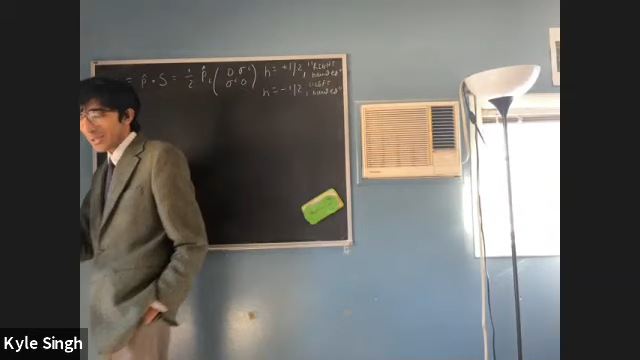 = p̂ • S = 1/2 p̂ᵢ ( 0 σⁱ h = +1/2 "RIGHT
σⁱ 0 ) handed"
h = -1/2 "LEFT
handed"
Kyle Singh